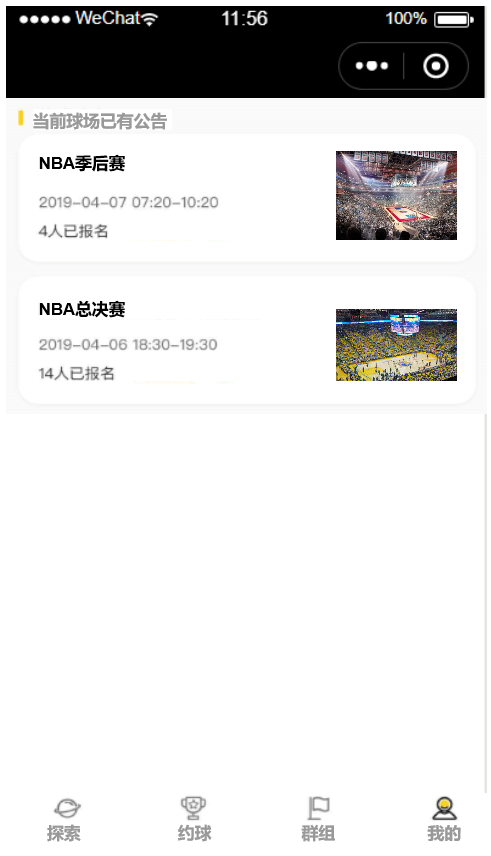 WeChat 11:56 100%
当前球场已有公告
NBA季后赛
2019-04-07 07:20-10:20
4人已报名
NBA总决赛
2019-04-06 18:30-19:30
14人已报名
探索 约球 群组 我的